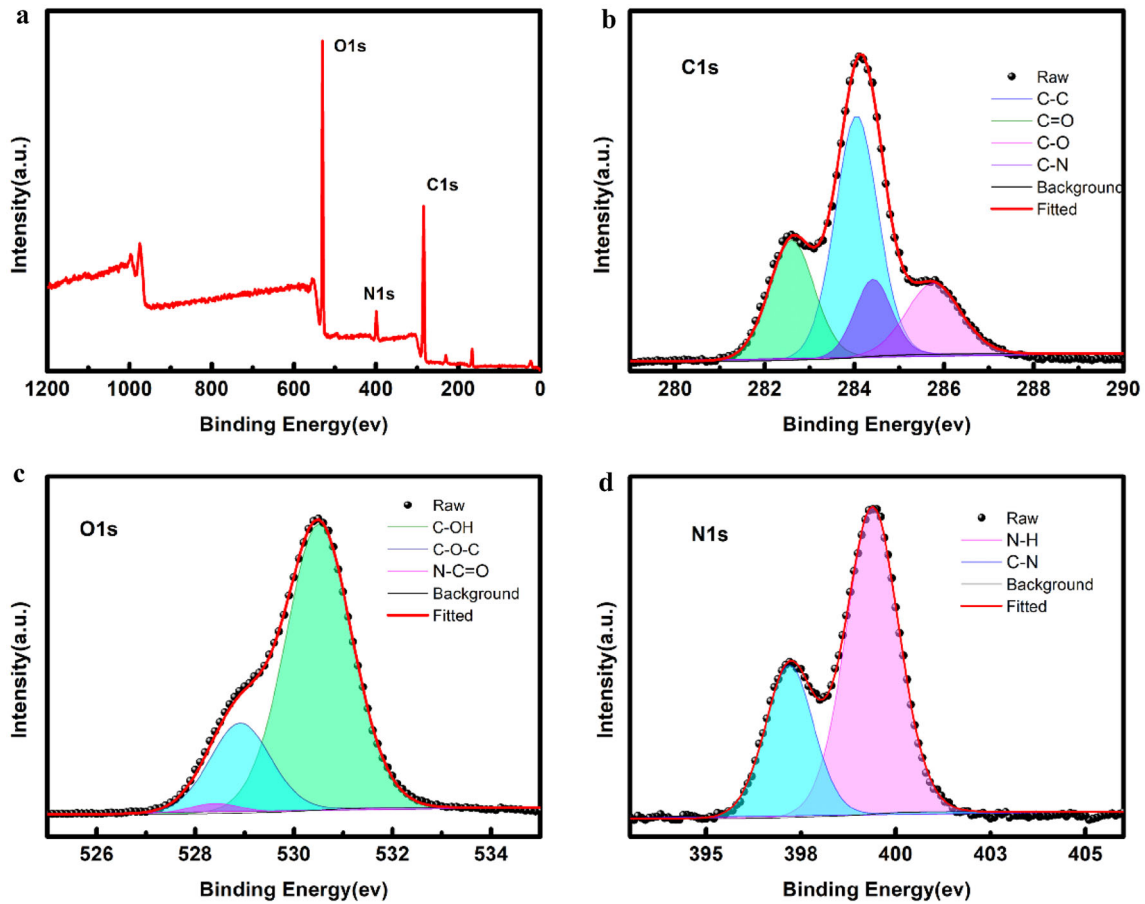 a
O1s
C1s
N1s
Intensity(a.u.)
1200 1000 800 600 400 200 0
Binding Energy(ev)
b
C1s
Raw
C-C
C=O
C-O
C-N
Background
Fitted
Intensity(a.u.)
280 282 284 286 288 290
Binding Energy(ev)
c
O1s
Raw
C-OH
C-O-C
N-C=O
Background
Fitted
Intensity(a.u.)
526 528 530 532 534
Binding Energy(ev)
d
N1s
Raw
N-H
C-N
Background
Fitted
Intensity(a.u.)
395 398 400 403 405
Binding Energy(ev)